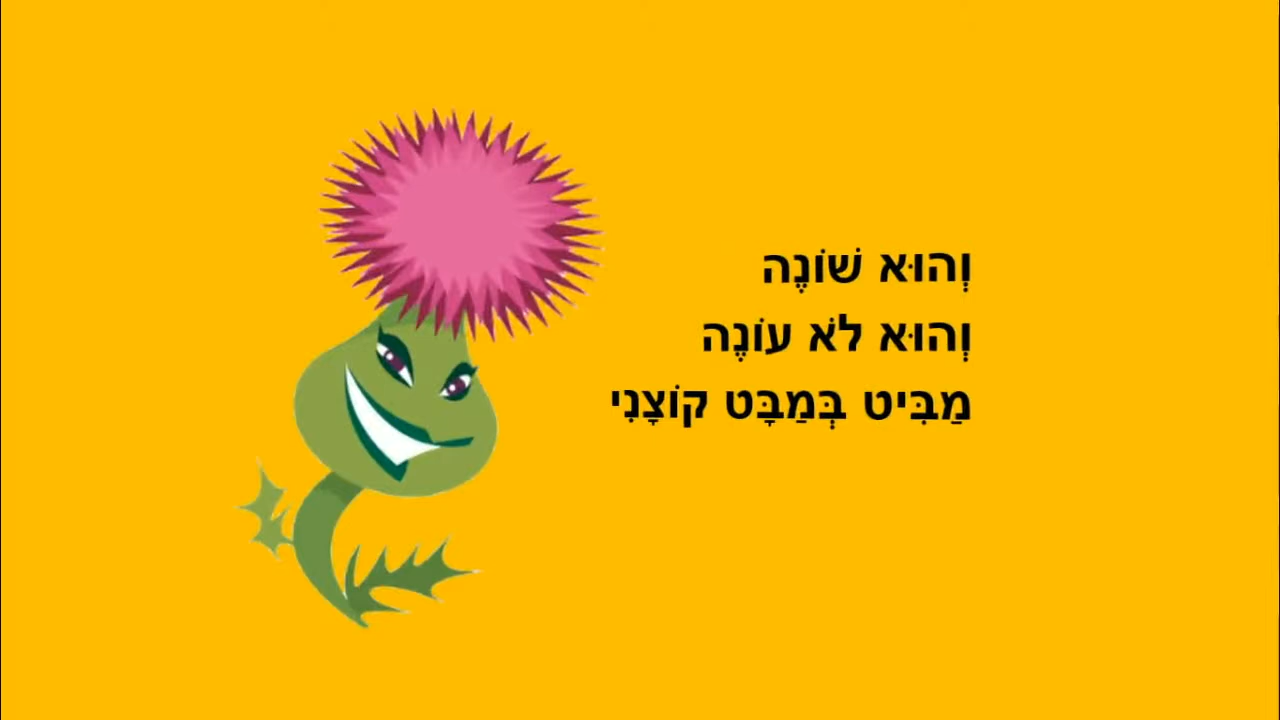 וְהוּא שׁוֹנֶה
וְהוּא לֹא עוֹנֶה
מַבִּיט בְּמַבָּט קוֹצָנִי